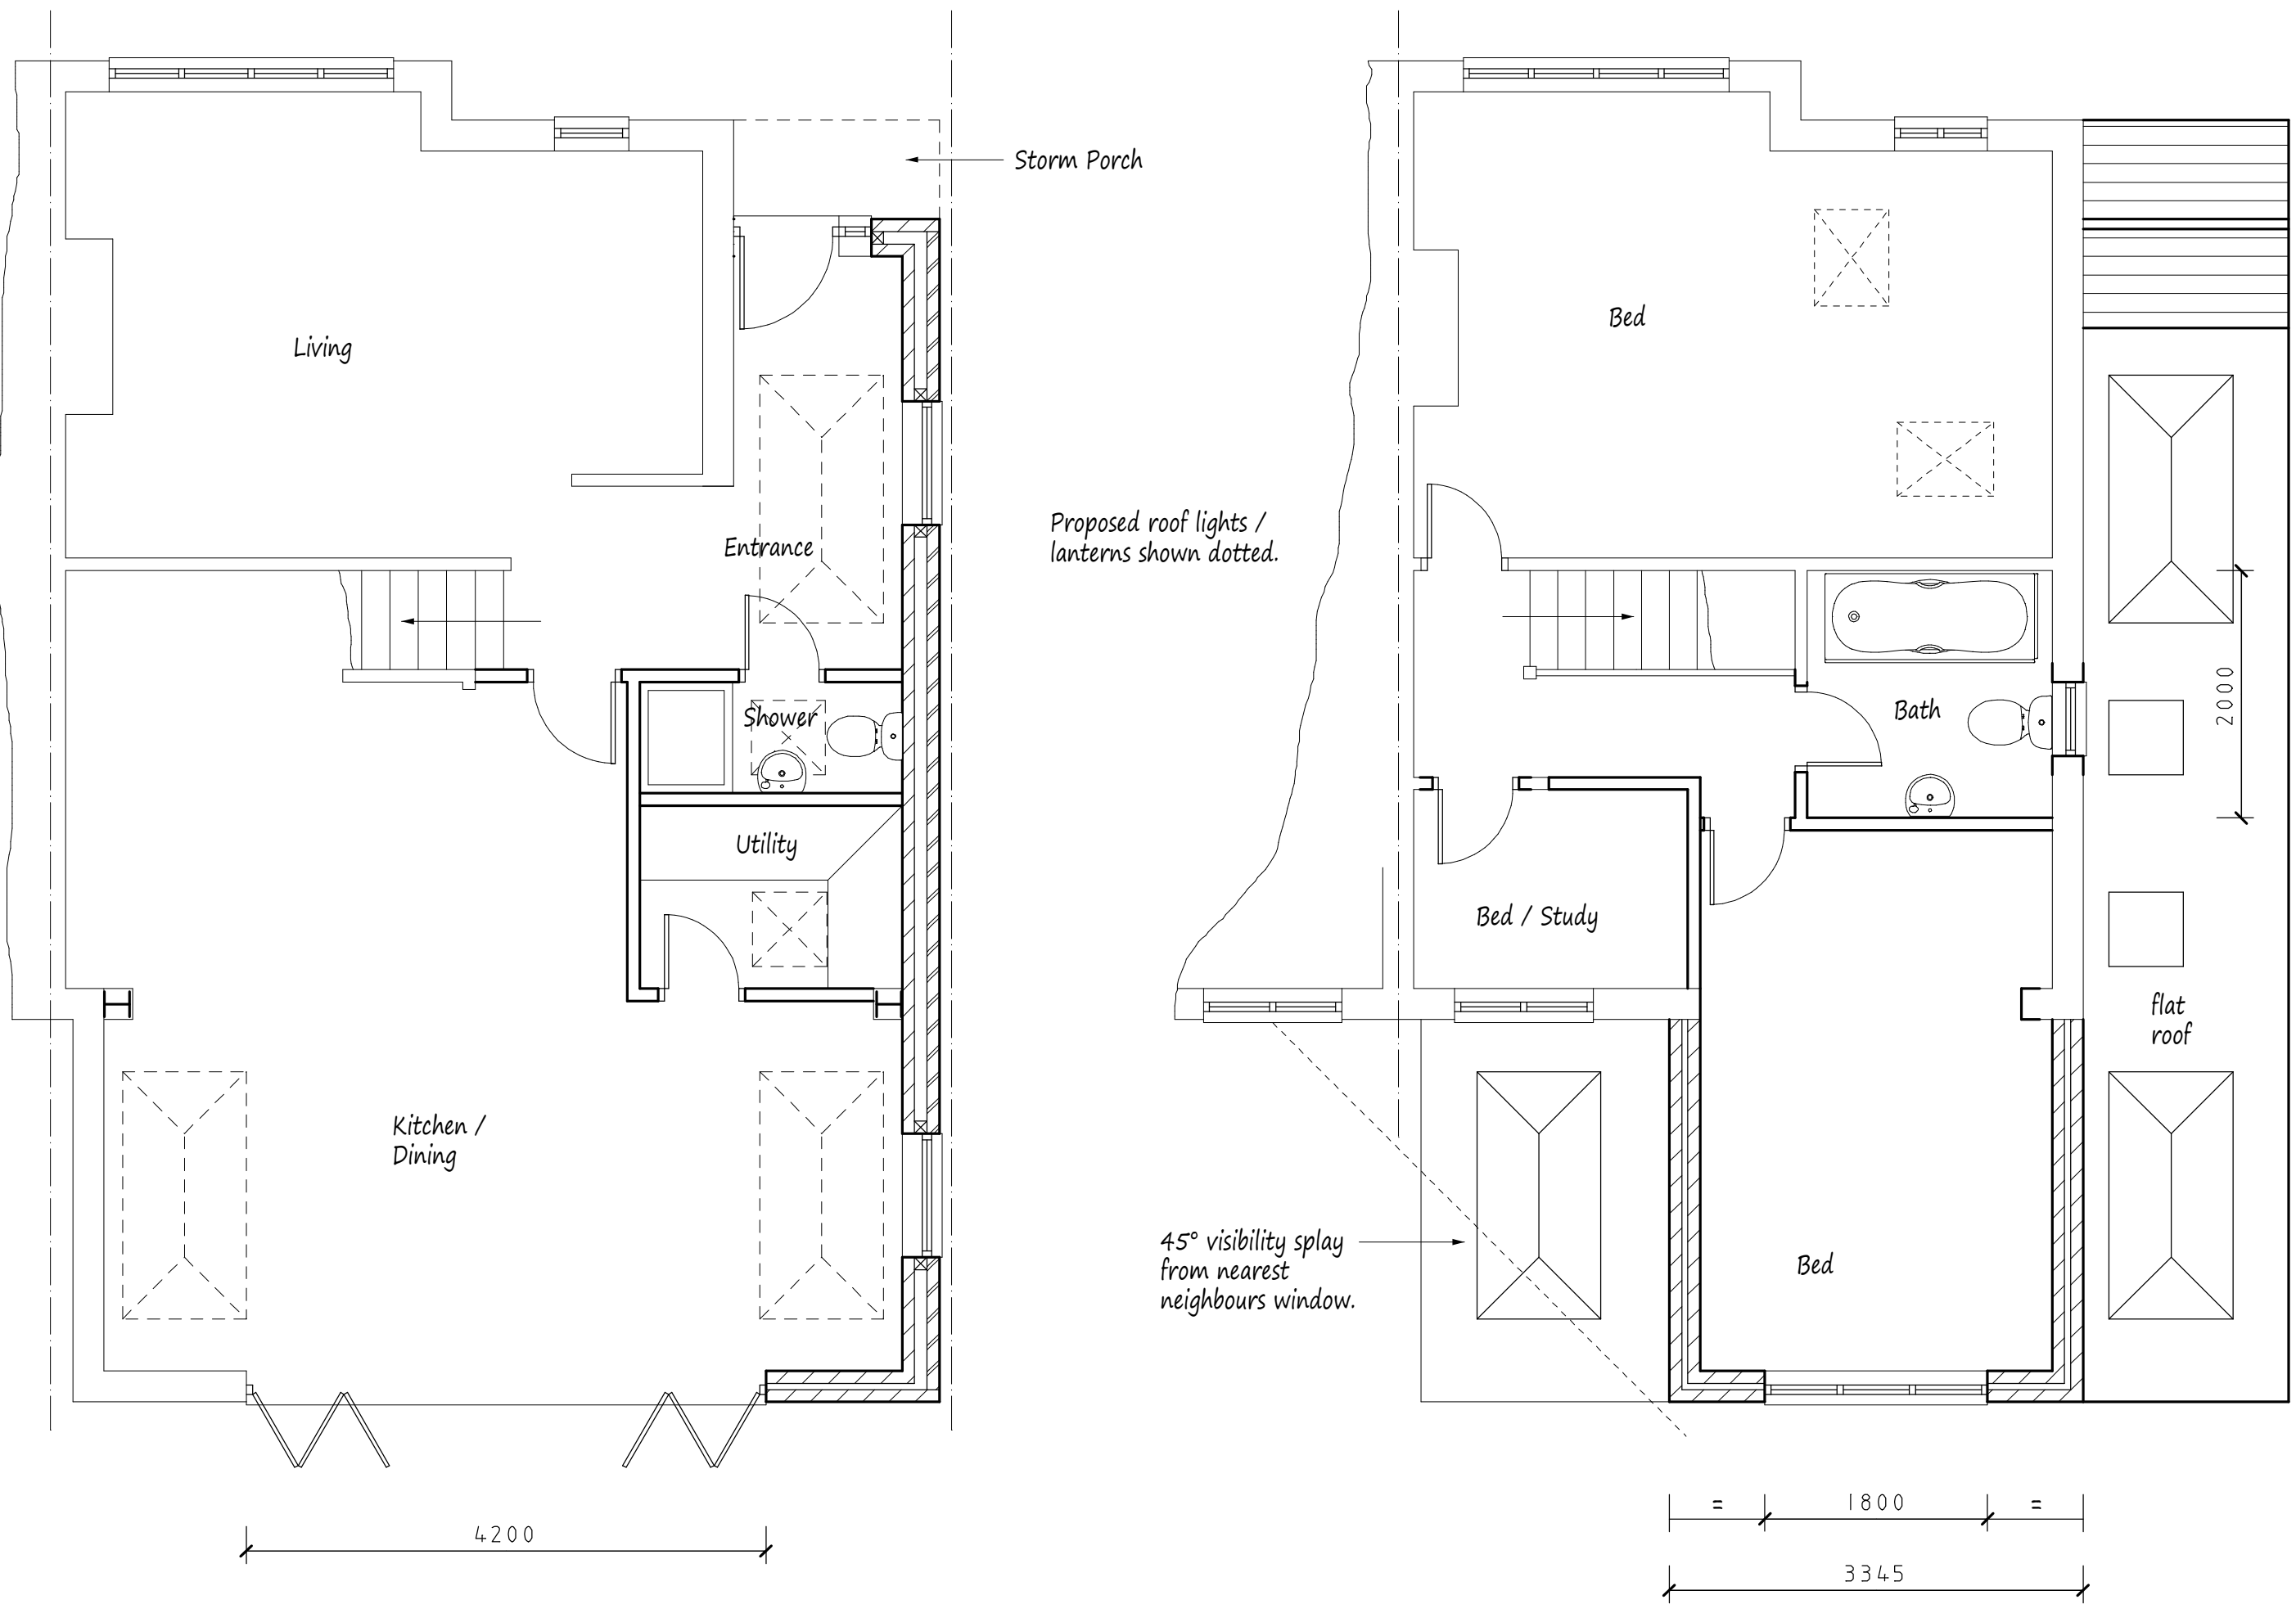 Storm Porch
Living
Entrance
Shower
Utility
Kitchen /
Dining
4200
Proposed roof lights /
lanterns shown dotted.
Bed
Bath
2000
Bed / Study
flat
roof
45° visibility splay
from nearest
neighbours window.
Bed
= 1800 =
3345